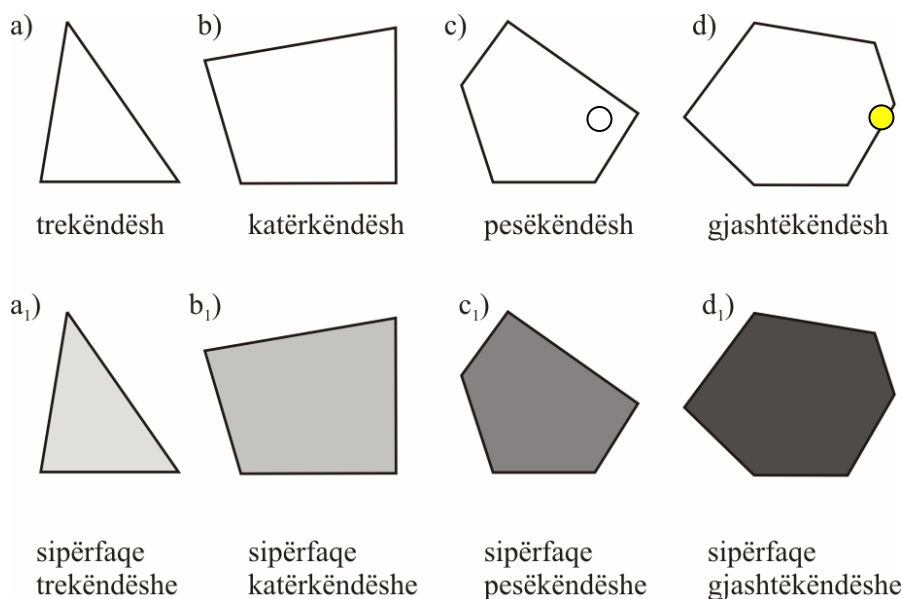 a) b) c) d)
trekëndësh katërkëndësh pesëkëndësh gjashtëkëndësh
a₁) b₁) c₁) d₁)
sipërfaqe sipërfaqe sipërfaqe sipërfaqe
trekëndëshe katërkëndëshe pesëkëndëshe gjashtëkëndëshe